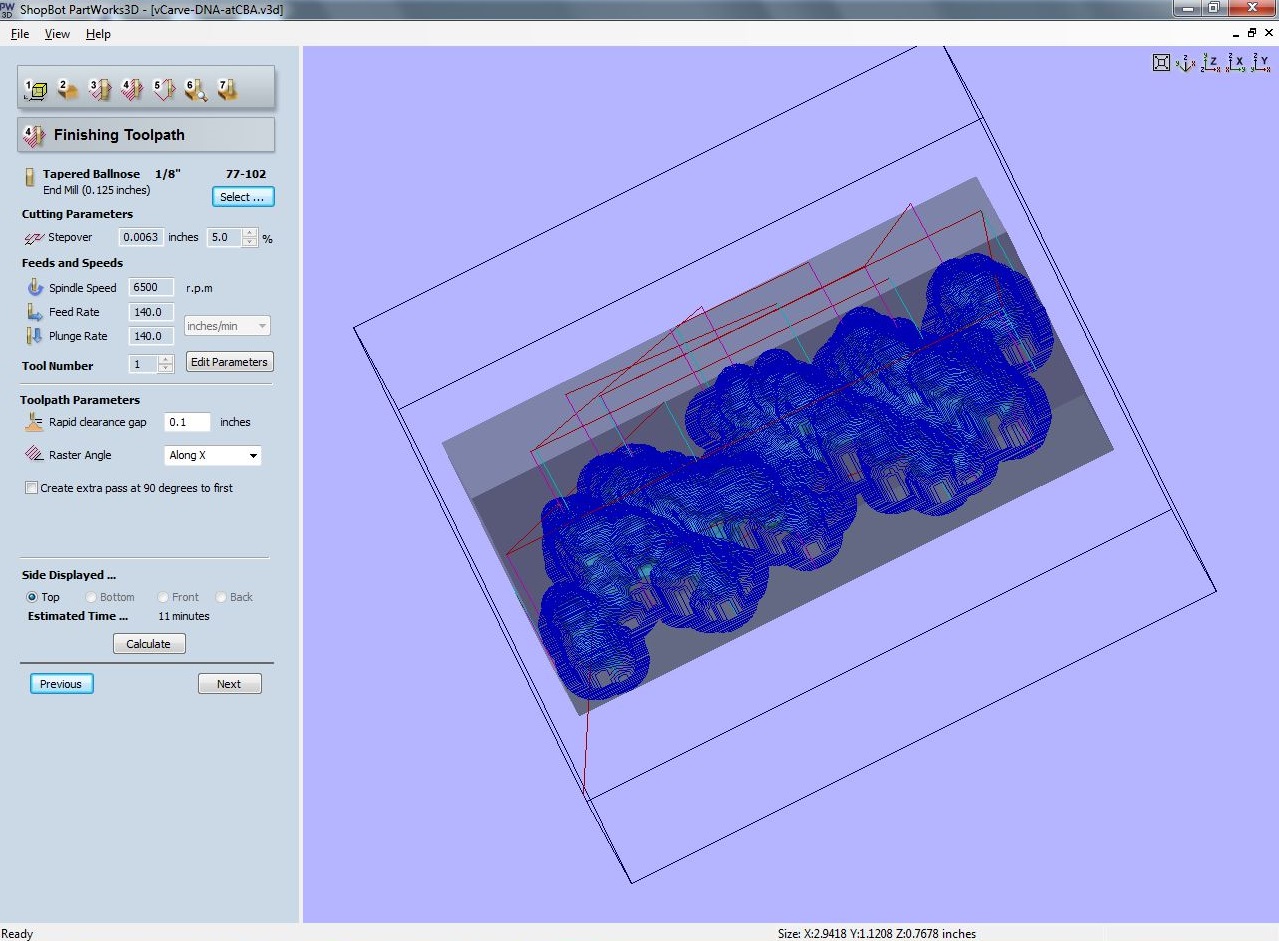 PW 3D ShopBot PartWorks3D - [vCarve-DNA-atCBA.v3d]
File View Help
1 2 3 4 5 6 7
4 Finishing Toolpath
Tapered Ballnose 1/8" 77-102
End Mill (0.125 inches)
Select ...
Cutting Parameters
Stepover 0.0063 inches 5.0 %
Feeds and Speeds
Spindle Speed 6500 r.p.m
Feed Rate 140.0
inches/min
Plunge Rate 140.0
Tool Number 1 Edit Parameters
Toolpath Parameters
Rapid clearance gap 0.1 inches
Raster Angle Along X
Create extra pass at 90 degrees to first
Side Displayed ...
Top Bottom Front Back
Estimated Time ... 11 minutes
Calculate
Previous Next
Ready Size: X:2.9418 Y:1.1208 Z:0.7678 inches